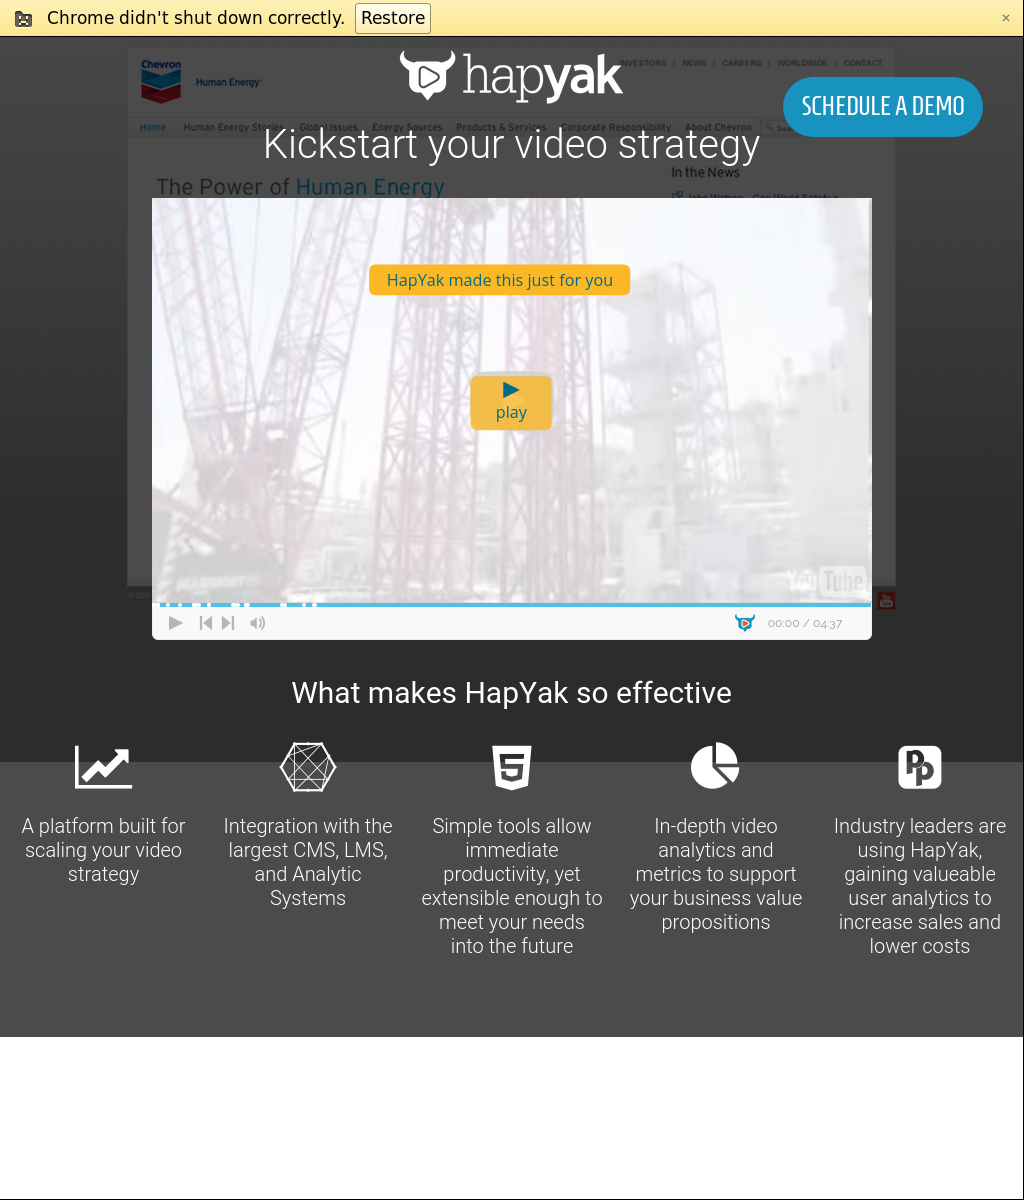 Chrome didn't shut down correctly.
Restore
Chevron
Human Energy
hapyak
INVESTORS | NEWS | CAREERS | WORLDWIDE | CONTACT
SCHEDULE A DEMO
Home
Human Energy Stories
Global Issues
Energy Sources
Products & Services
Corporate Responsibility
About Chevron
Kickstart your video strategy
In the News
The Power of Human Energy
HapYak made this just for you
play
You Tube
You Tube
00:00 / 04:37
What makes HapYak so effective
A platform built for
scaling your video
strategy
Integration with the
largest CMS, LMS,
and Analytic
Systems
Simple tools allow
immediate
productivity, yet
extensible enough to
meet your needs
into the future
In-depth video
analytics and
metrics to support
your business value
propositions
Industry leaders are
using HapYak,
gaining valueable
user analytics to
increase sales and
lower costs